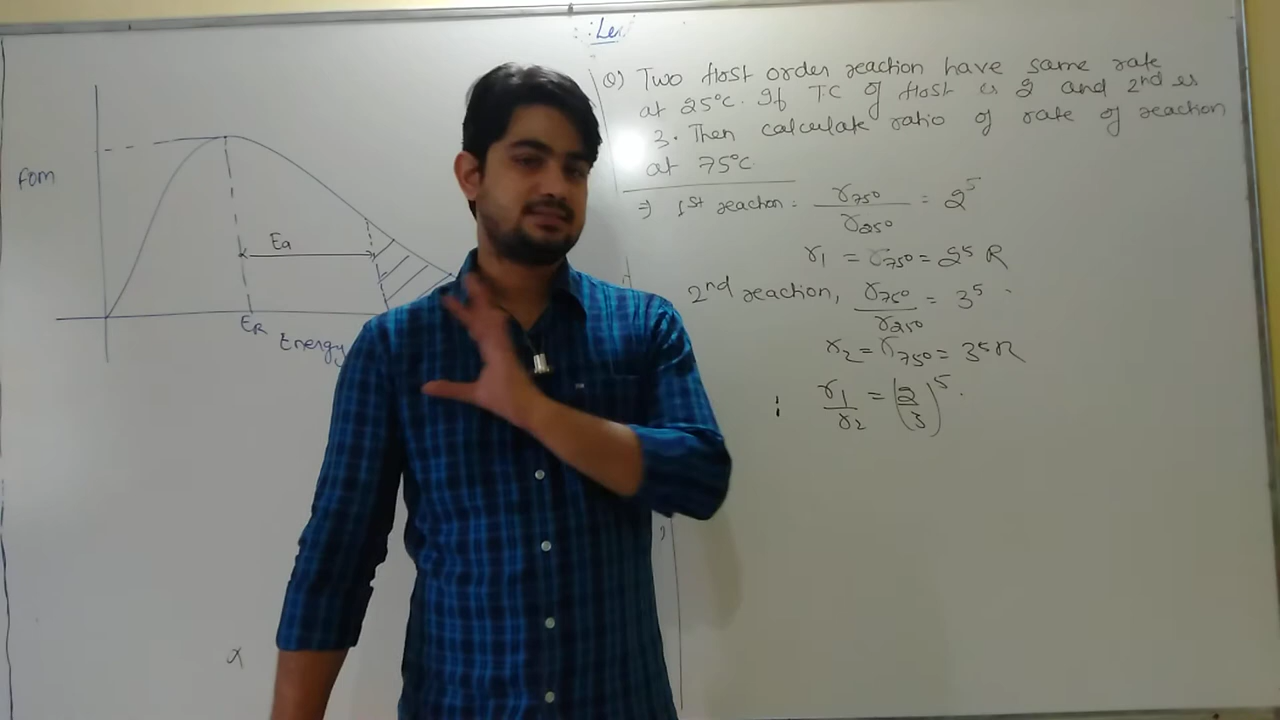 : Le
Q) Two first order reaction have same rate
at 25°C. If TC of first is 2 and 2nd is
3. Then calculate ratio of rate of reaction
at 75°C
⇒ 1st reaction : r75° / r25° = 2^5
r1 = r75° = 2^5 R
2nd reaction, r75° / r25° = 3^5
r2 = r75° = 3^5 R
: r1 / r2 = (2/3)^5.
fom
Ea
ER
Energy
x